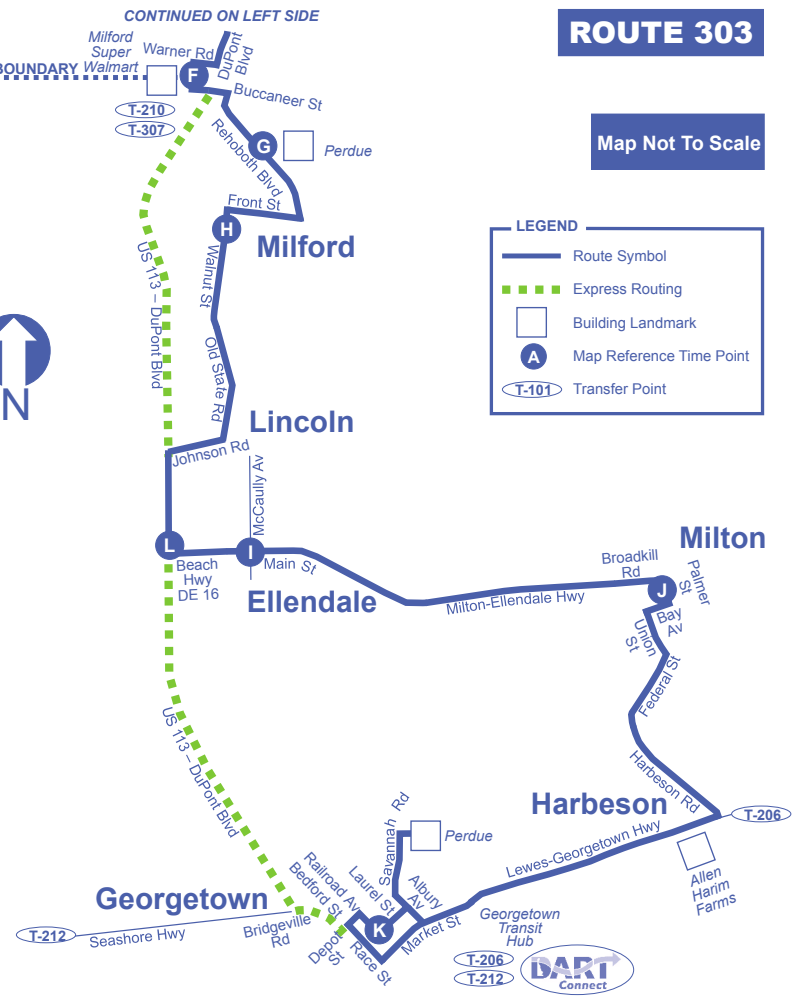 CONTINUED ON LEFT SIDE
ROUTE 303
Milford
Super
Walmart
Warner Rd
DuPont
Blvd
BOUNDARY
F
Buccaneer St
T-210
T-307
Map Not To Scale
G
Perdue
Rehoboth Blvd
Front St
H
Milford
LEGEND
Route Symbol
Express Routing
Building Landmark
A
Map Reference Time Point
T-101
Transfer Point
US 113 – DuPont Blvd
Walnut St
Old State Rd
N
Lincoln
Johnson Rd
McCaully Av
L
I
Beach
Hwy
DE 16
Main St
Ellendale
Milton
Broadkill
Rd
Palmer
St
J
Milton-Ellendale Hwy
Bay
Av
Union
St
Federal St
US 113 – DuPont Blvd
Harbeson Rd
Harbeson
T-206
Savannah Rd
Perdue
Lewes-Georgetown Hwy
Allen
Harim
Farms
Georgetown
Railroad Av
Bedford St
Laurel St
Albury
Av
K
Market St
T-212
Seashore Hwy
Bridgeville
Rd
Depot
St
Race St
Georgetown
Transit
Hub
T-206
T-212
DART
Connect